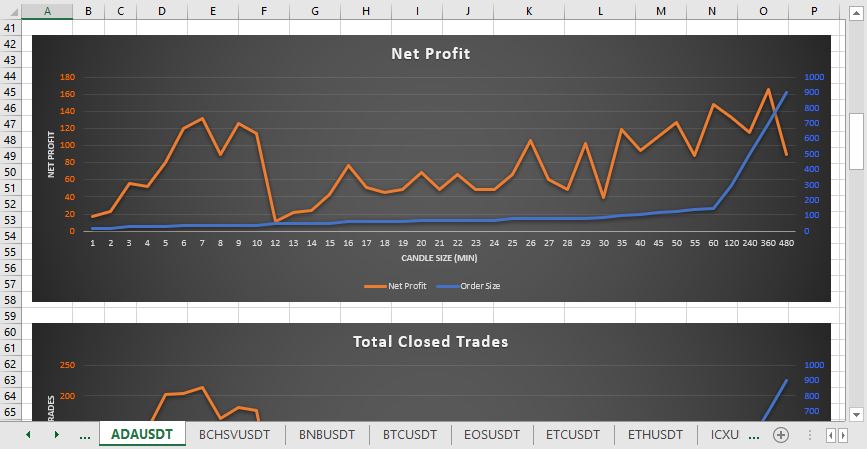 A B C D E F G H I J K L M N O P
41
42
43 Net Profit
44
45 180 1000
46 160 900
47 140 800
48 120 700
49 100 600
50 80 500
51 60 400
52 40 300
53 20 200
54 0 100
55 0
56
57
58
NET PROFIT
1 2 3 4 5 6 7 8 9 10 12 13 14 15 16 17 18 19 20 21 22 23 24 25 26 27 28 29 30 35 40 45 50 55 60 120 240 360 480
CANDLE SIZE (MIN)
Net Profit Order Size
59
60
61 Total Closed Trades
62 250 1000
63 900
64 200 800
65 700
RADES
... ADAUSDT BCHSVUSDT BNBUSDT BTCUSDT EOSUSDT ETCUSDT ETHUSDT ICXU ...